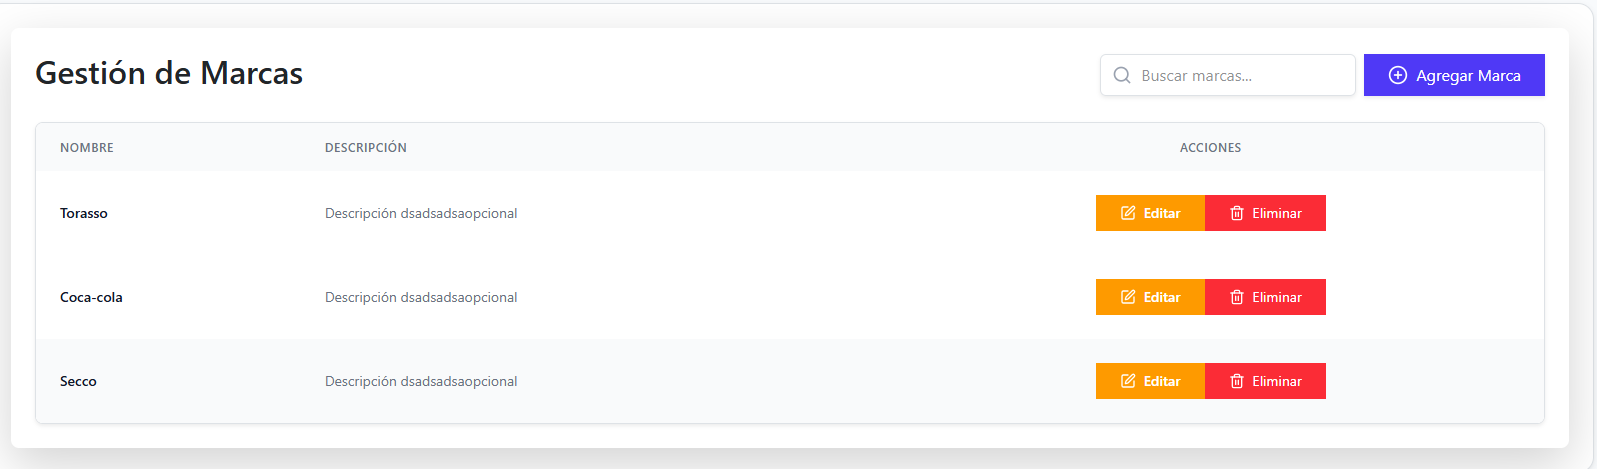 Gestión de Marcas
Buscar marcas...
Agregar Marca
NOMBRE DESCRIPCIÓN ACCIONES
Torasso Descripción dsadsadsaopcional Editar Eliminar
Coca-cola Descripción dsadsadsaopcional Editar Eliminar
Secco Descripción dsadsadsaopcional Editar Eliminar